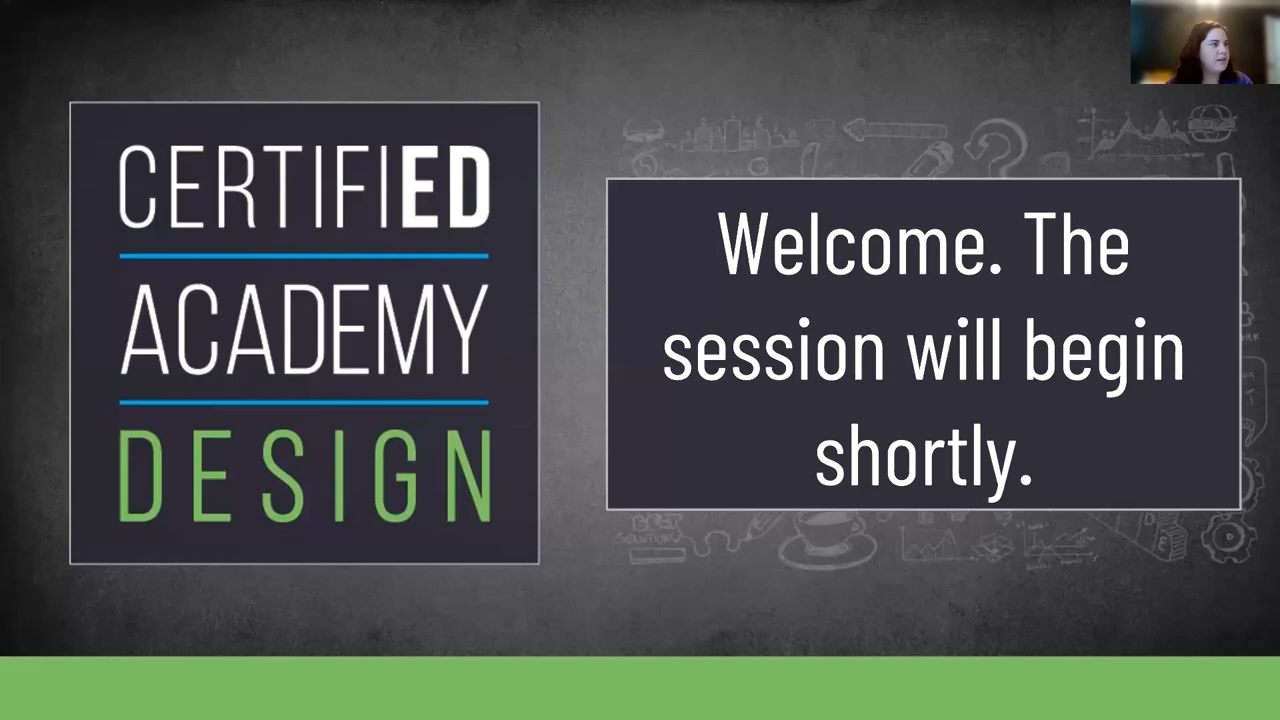 CERTIFIED
ACADEMY
DESIGN
Welcome. The
session will begin
shortly.